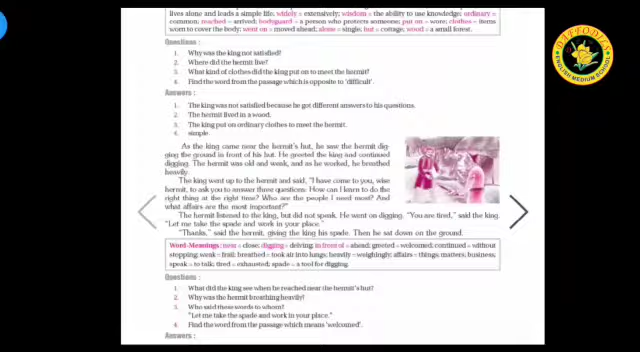 lives alone and leads a simple life; widely = extensively; wisdom = the ability to use knowledge; ordinary =
common; reached = arrived; bodyguard = a person who protects someone; put on = wore; clothes = items
worn to cover the body; went on = moved ahead; alone = single; hut = cottage; wood = a small forest.
Questions :
1. Why was the king not satisfied?
2. Where did the hermit live?
3. What kind of clothes did the king put on to meet the hermit?
4. Find the word from the passage which is opposite to 'difficult'.
Answers :
1. The king was not satisfied because he got different answers to his questions.
2. The hermit lived in a wood.
3. The king put on ordinary clothes to meet the hermit.
4. simple.
As the king came near the hermit's hut, he saw the hermit dig-
ging the ground in front of his hut. He greeted the king and continued
digging. The hermit was old and weak, and as he worked, he breathed
heavily.
The king went up to the hermit and said, "I have come to you, wise
hermit, to ask you to answer three questions: How can I learn to do the
right thing at the right time? Who are the people I need most? And
what affairs are the most important?"
The hermit listened to the king, but did not speak. He went on digging. "You are tired," said the king.
"Let me take the spade and work in your place."
"Thanks," said the hermit, giving the king his spade. Then he sat down on the ground.
Word-Meanings : near = close; digging = delving; in front of = ahead; greeted = welcomed; continued = without
stopping; weak = frail; breathed = took air into lungs; heavily = weighingly; affairs = things; matters; business;
speak = to talk; tired = exhausted; spade = a tool for digging.
Questions :
1. What did the king see when he reached near the hermit's hut?
2. Why was the hermit breathing heavily?
3. Who said these words to whom?
"Let me take the spade and work in your place."
4. Find the word from the passage which means 'welcomed'.
Answers :
DAFFODILS
ENGLISH MEDIUM SCHOOL